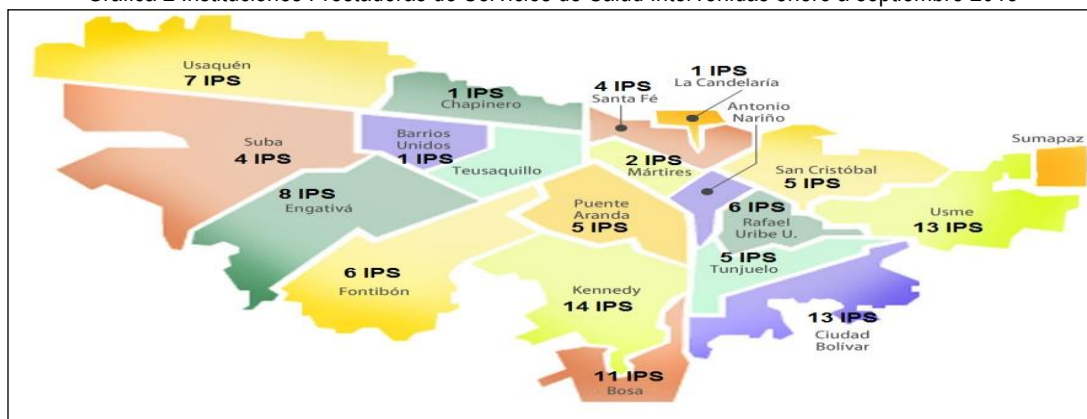 Usaquén
7 IPS
1 IPS
Chapinero
4 IPS
Santa Fé
1 IPS
La Candelaría
Antonio
Nariño
Sumapaz
Suba
4 IPS
Barrios
Unidos
1 IPS
Teusaquillo
2 IPS
Mártires
San Cristóbal
5 IPS
8 IPS
Engativá
Puente
Aranda
5 IPS
6 IPS
Rafael
Uribe U.
Usme
13 IPS
6 IPS
Fontibón
Kennedy
14 IPS
5 IPS
Tunjuelo
13 IPS
Ciudad
Bolívar
11 IPS
Bosa